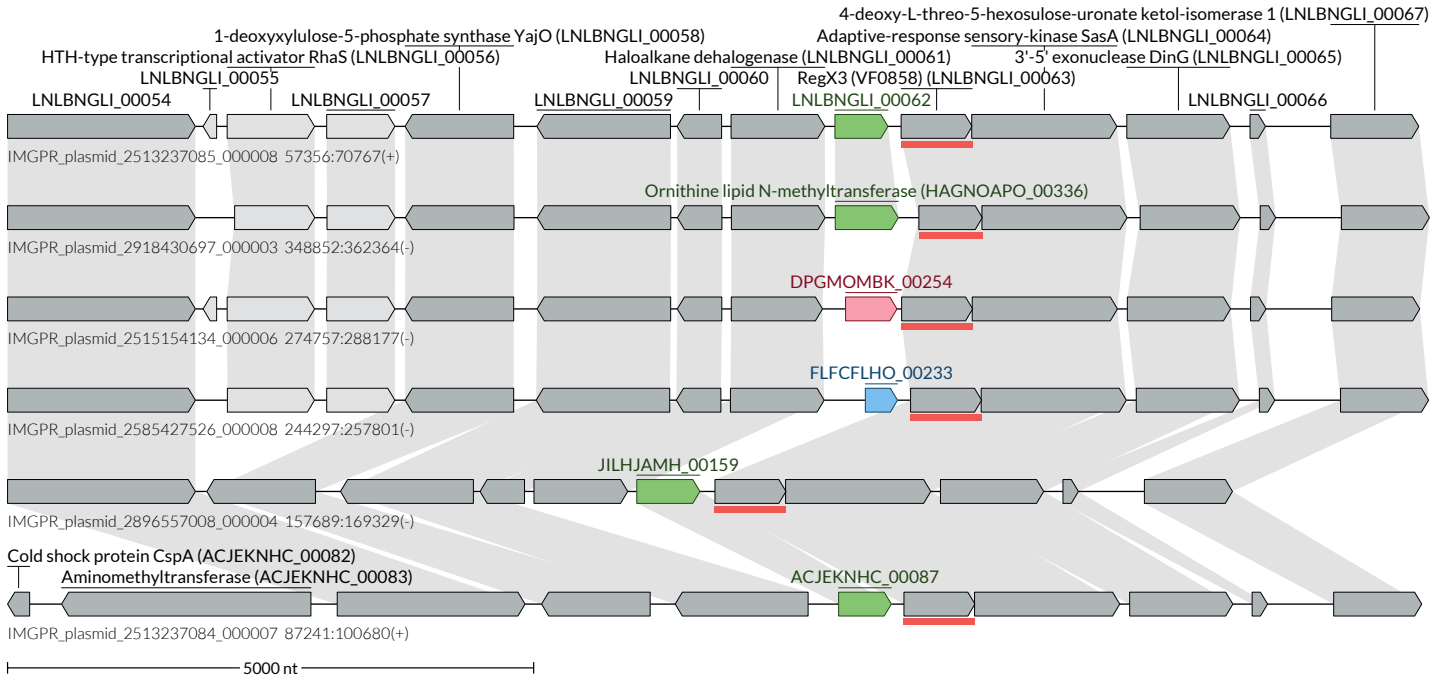 4-deoxy-L-threo-5-hexosulose-uronate ketol-isomerase 1 (LNLBNGLI_00067)
1-deoxyxylulose-5-phosphate synthase YajO (LNLBNGLI_00058) Adaptive-response sensory-kinase SasA (LNLBNGLI_00064)
HTH-type transcriptional activator RhaS (LNLBNGLI_00056) Haloalkane dehalogenase (LNLBNGLI_00061) 3'-5' exonuclease DinG (LNLBNGLI_00065)
LNLBNGLI_00055 LNLBNGLI_00060 RegX3 (VF0858) (LNLBNGLI_00063)
LNLBNGLI_00054 LNLBNGLI_00057 LNLBNGLI_00059 LNLBNGLI_00062 LNLBNGLI_00066
IMGPR_plasmid_2513237085_000008 57356:70767(+)
Ornithine lipid N-methyltransferase (HAGNOAPO_00336)
IMGPR_plasmid_2918430697_000003 348852:362364(-)
DPGMOMBK_00254
IMGPR_plasmid_2515154134_000006 274757:288177(-)
FLFCFLHO_00233
IMGPR_plasmid_2585427526_000008 244297:257801(-)
JILHJAMH_00159
IMGPR_plasmid_2896557008_000004 157689:169329(-)
Cold shock protein CspA (ACJEKNHC_00082)
Aminomethyltransferase (ACJEKNHC_00083) ACJEKNHC_00087
IMGPR_plasmid_2513237084_000007 87241:100680(+)
5000 nt